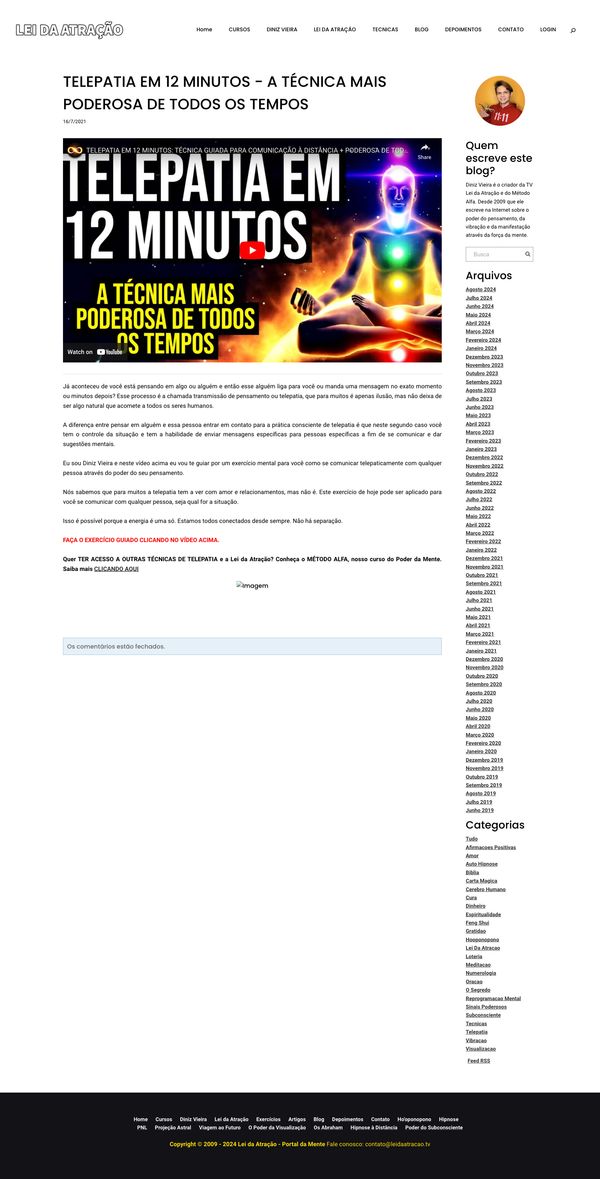 LEI DA ATRAÇÃO
Home CURSOS DINIZ VIEIRA LEI DA ATRAÇÃO TECNICAS BLOG DEPOIMENTOS CONTATO LOGIN
TELEPATIA EM 12 MINUTOS - A TÉCNICA MAIS
PODEROSA DE TODOS OS TEMPOS
16/7/2021
TELEPATIA EM 12 MINUTOS: TÉCNICA GUIADA PARA COMUNICAÇÃO À DISTÂNCIA + PODEROSA DE TOD...
Share
TELEPATIA EM
12 MINUTOS
A TÉCNICA MAIS
PODEROSA DE TODOS
OS TEMPOS
Watch on YouTube
Já aconteceu de você está pensando em algo ou alguém e então esse alguém liga para você ou manda uma mensagem no exato momento
ou minutos depois? Esse processo é a chamada transmissão de pensamento ou telepatia, que para muitos é apenas ilusão, mas não deixa de
ser algo natural que acomete a todos os seres humanos.
A diferença entre pensar em alguém e essa pessoa entrar em contato para a prática consciente de telepatia é que neste segundo caso você
tem o controle da situação e tem a habilidade de enviar mensagens específicas para pessoas específicas a fim de se comunicar e dar
sugestões mentais.
Eu sou Diniz Vieira e neste vídeo acima eu vou te guiar por um exercício mental para você como se comunicar telepaticamente com qualquer
pessoa através do poder do seu pensamento.
Nós sabemos que para muitos a telepatia tem a ver com amor e relacionamentos, mas não é. Este exercício de hoje pode ser aplicado para
você se comunicar com qualquer pessoa, seja qual for a situação.
Isso é possível porque a energia é uma só. Estamos todos conectados desde sempre. Não há separação.
FAÇA O EXERCÍCIO GUIADO CLICANDO NO VÍDEO ACIMA.
Quer TER ACESSO A OUTRAS TÉCNICAS DE TELEPATIA e a Lei da Atração? Conheça o MÉTODO ALFA, nosso curso do Poder da Mente.
Saiba mais CLICANDO AQUI
Imagem
Os comentários estão fechados.
11:11
Quem
escreve este
blog?
Diniz Vieira é o criador da TV
Lei da Atração e do Método
Alfa. Desde 2009 que ele
escreve na Internet sobre o
poder do pensamento, da
vibração e da manifestação
através da força da mente.
Busca
Arquivos
Agosto 2024
Julho 2024
Junho 2024
Maio 2024
Abril 2024
Março 2024
Fevereiro 2024
Janeiro 2024
Dezembro 2023
Novembro 2023
Outubro 2023
Setembro 2023
Agosto 2023
Julho 2023
Junho 2023
Maio 2023
Abril 2023
Março 2023
Fevereiro 2023
Janeiro 2023
Dezembro 2022
Novembro 2022
Outubro 2022
Setembro 2022
Agosto 2022
Julho 2022
Junho 2022
Maio 2022
Abril 2022
Março 2022
Fevereiro 2022
Janeiro 2022
Dezembro 2021
Novembro 2021
Outubro 2021
Setembro 2021
Agosto 2021
Julho 2021
Junho 2021
Maio 2021
Abril 2021
Março 2021
Fevereiro 2021
Janeiro 2021
Dezembro 2020
Novembro 2020
Outubro 2020
Setembro 2020
Agosto 2020
Julho 2020
Junho 2020
Maio 2020
Abril 2020
Março 2020
Fevereiro 2020
Janeiro 2020
Dezembro 2019
Novembro 2019
Outubro 2019
Setembro 2019
Agosto 2019
Julho 2019
Junho 2019
Categorias
Tudo
Afirmacoes Positivas
Amor
Auto Hipnose
Biblia
Carta Magica
Cerebro Humano
Cura
Dinheiro
Espiritualidade
Feng Shui
Gratidao
Hooponopono
Lei Da Atracao
Loteria
Meditacao
Numerologia
Oracao
O Segredo
Reprogramacao Mental
Sinais Poderosos
Subconsciente
Tecnicas
Telepatia
Vibracao
Visualizacao
Feed RSS
Home Cursos Diniz Vieira Lei da Atração Exercícios Artigos Blog Depoimentos Contato Ho'oponopono Hipnose
PNL Projeção Astral Viagem ao Futuro O Poder da Visualização Os Abraham Hipnose à Distância Poder do Subconsciente
Copyright © 2009 - 2024 Lei da Atração - Portal da Mente Fale conosco: contato@leidaatracao.tv